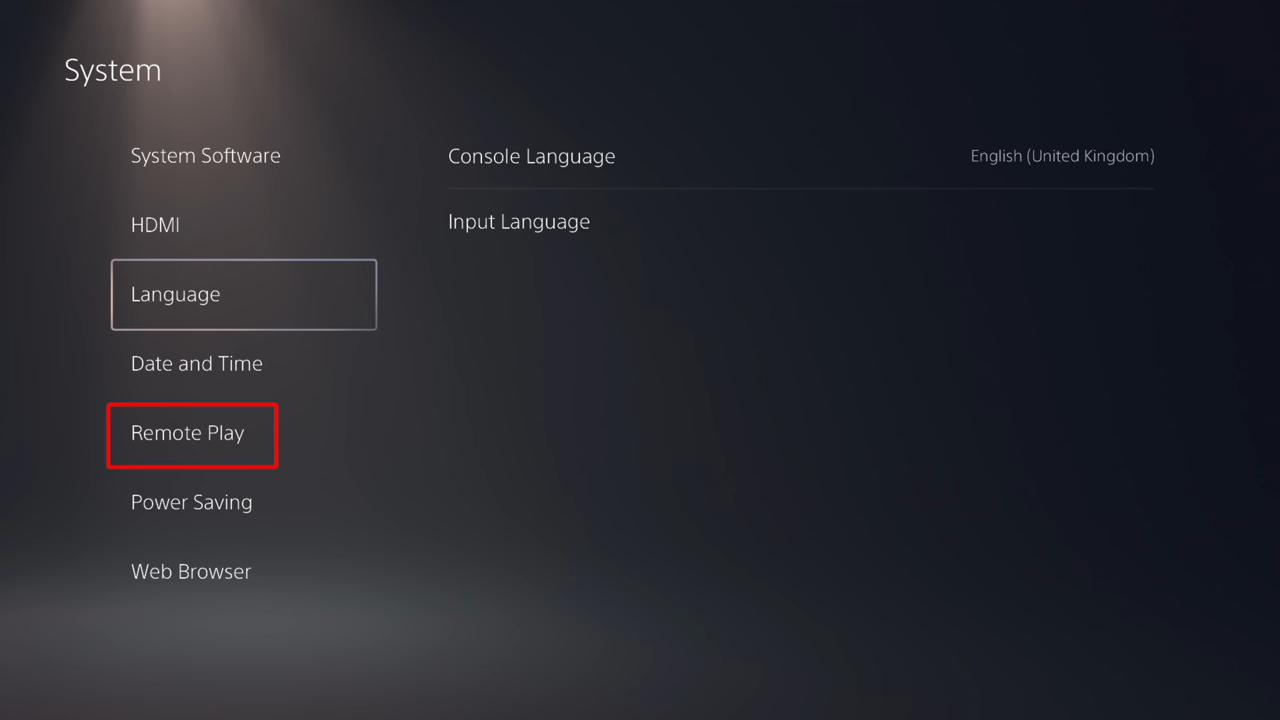 System
System Software
HDMI
Language
Date and Time
Remote Play
Power Saving
Web Browser
Console Language English (United Kingdom)
Input Language